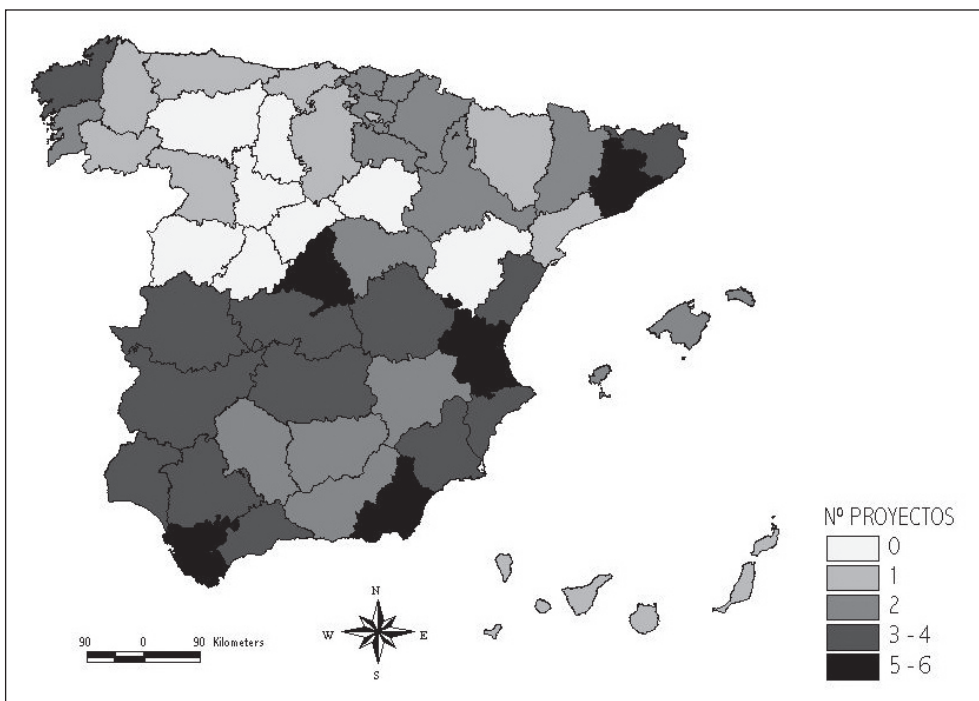 Nº PROYECTOS
0
1
2
3 - 4
5 - 6
N
W E
S
90 0 90 Kilometers